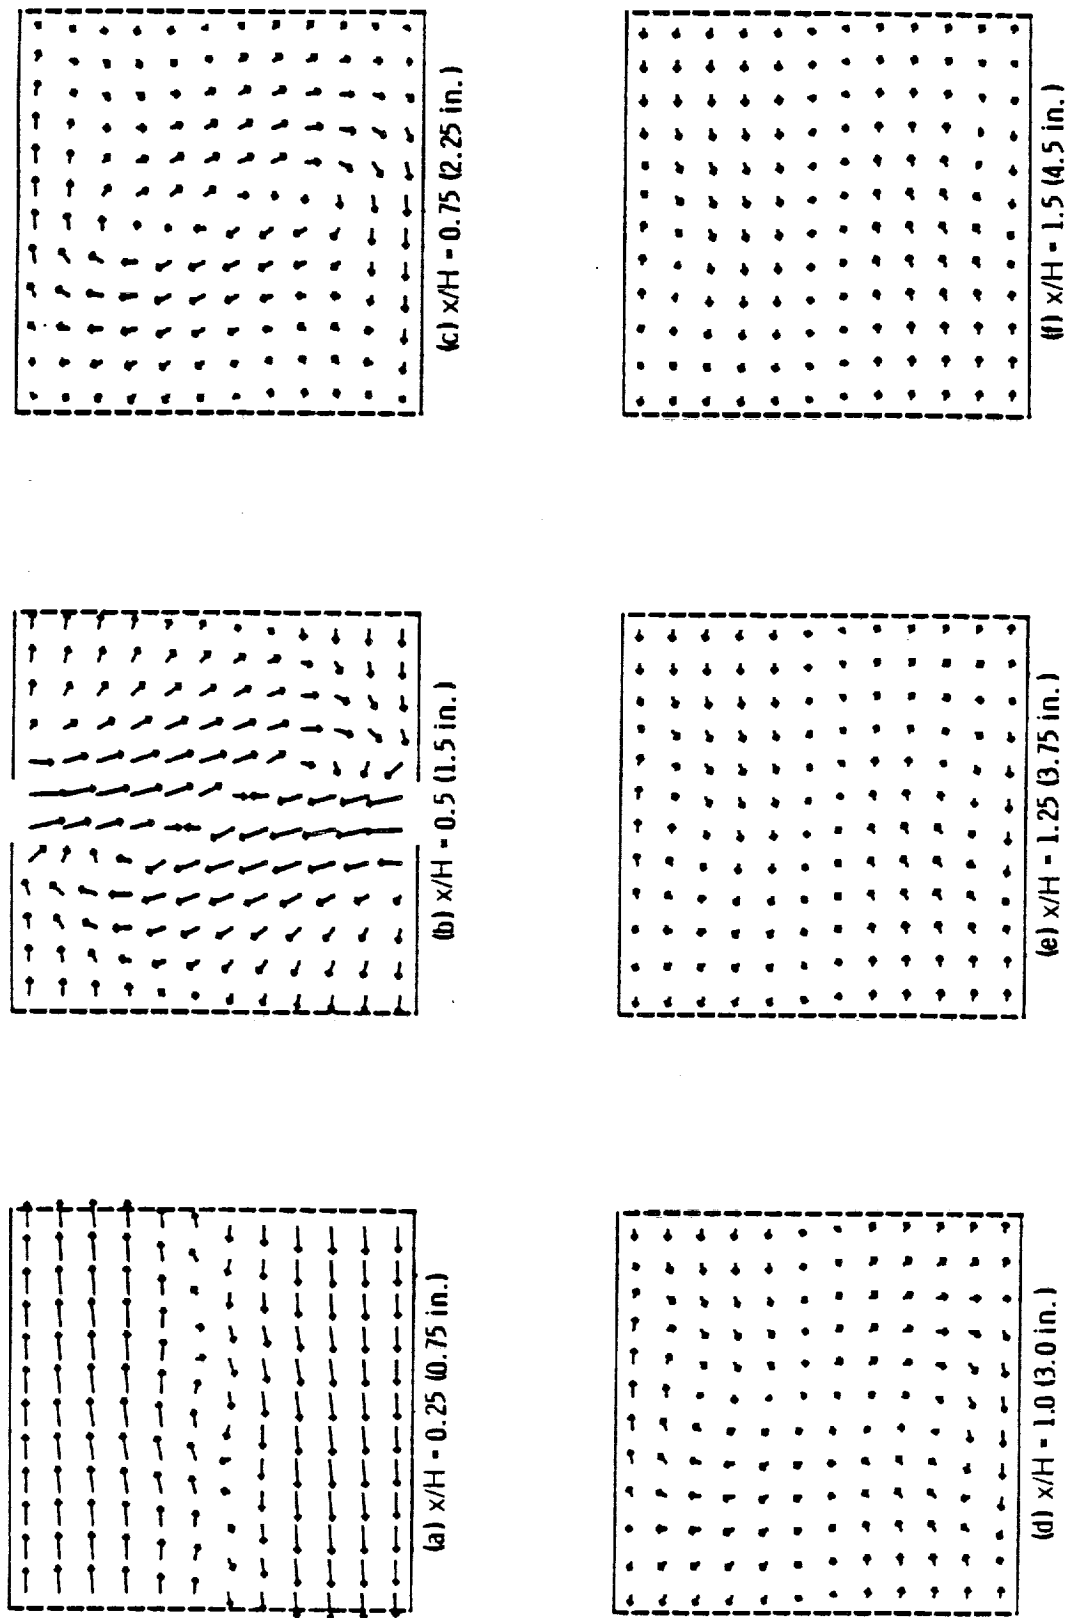 (a) x/H = 0.25 (0.75 in.)
(b) x/H = 0.5 (1.5 in.)
(c) x/H = 0.75 (2.25 in.)
(d) x/H = 1.0 (3.0 in.)
(e) x/H = 1.25 (3.75 in.)
(f) x/H = 1.5 (4.5 in.)